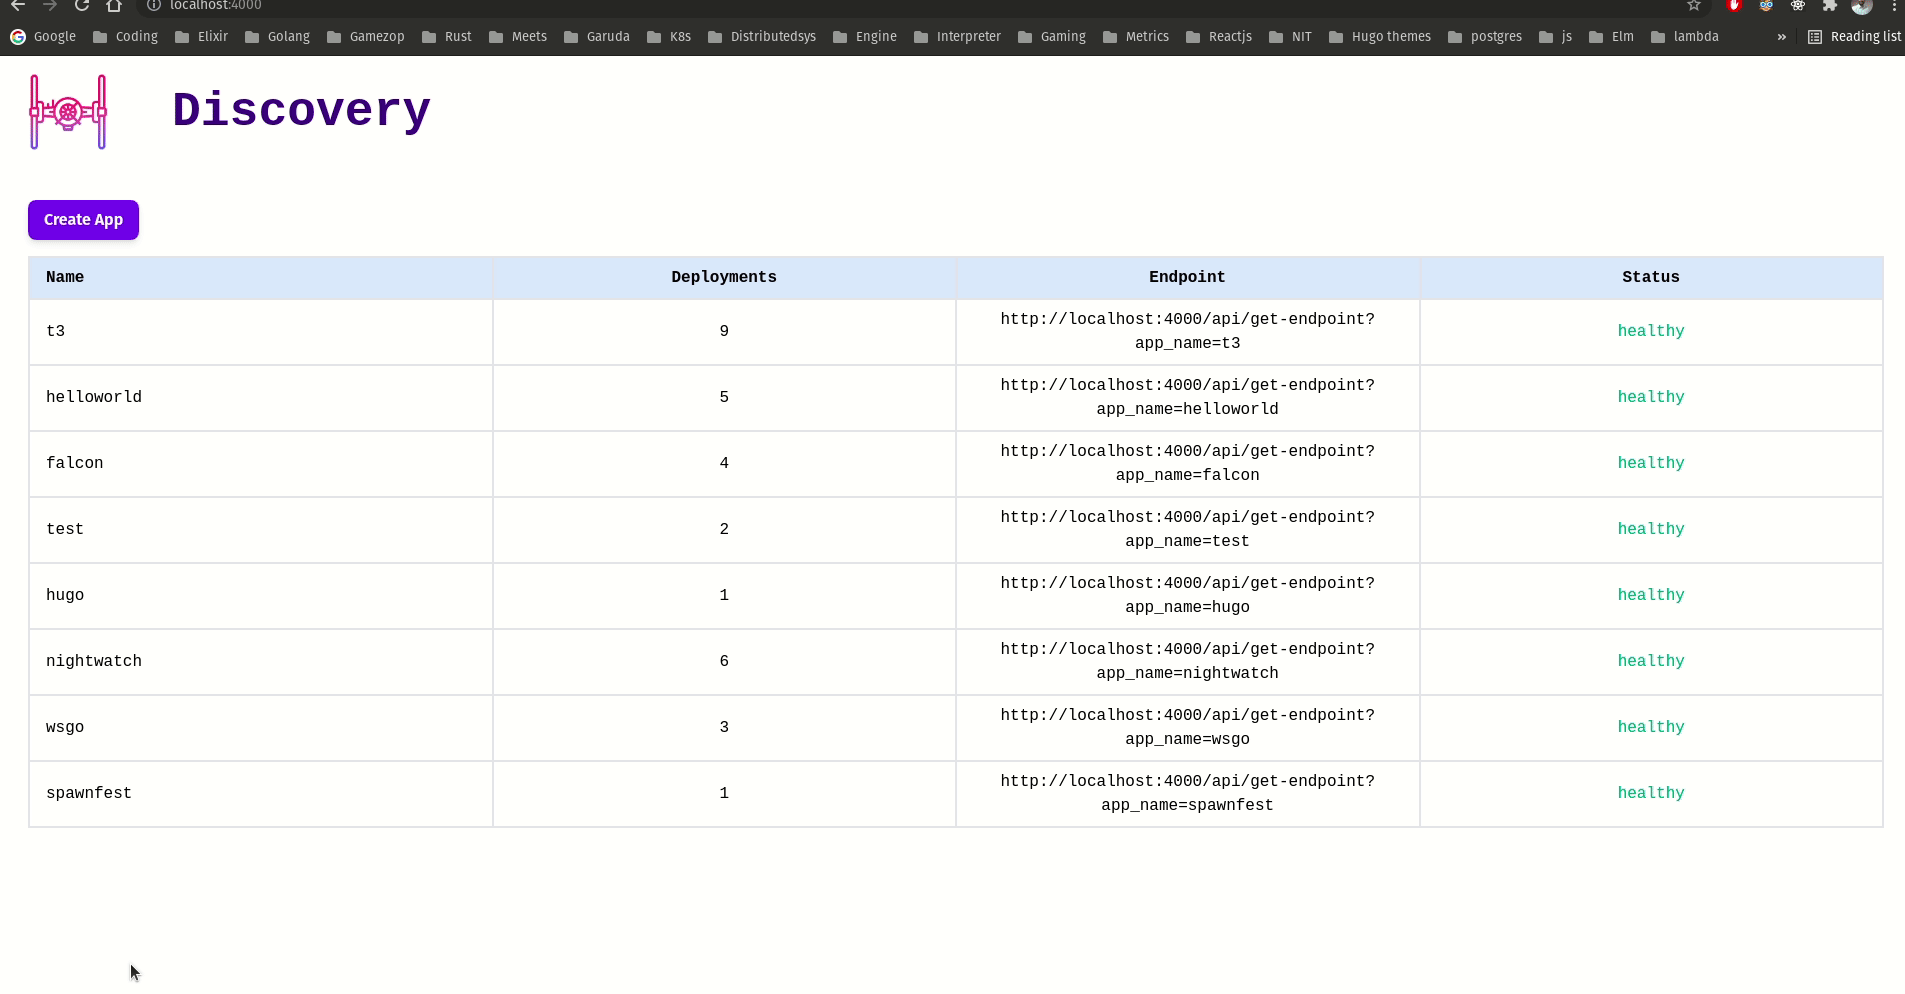 localhost:4000
Google Coding Elixir Golang Gamezop Rust Meets Garuda K8s Distributedsys Engine Interpreter Gaming Metrics Reactjs NIT Hugo themes postgres js Elm lambda » Reading list
Discovery
Create App
Name Deployments Endpoint Status
t3 9 http://localhost:4000/api/get-endpoint? healthy
app_name=t3
helloworld 5 http://localhost:4000/api/get-endpoint? healthy
app_name=helloworld
falcon 4 http://localhost:4000/api/get-endpoint? healthy
app_name=falcon
test 2 http://localhost:4000/api/get-endpoint? healthy
app_name=test
hugo 1 http://localhost:4000/api/get-endpoint? healthy
app_name=hugo
nightwatch 6 http://localhost:4000/api/get-endpoint? healthy
app_name=nightwatch
wsgo 3 http://localhost:4000/api/get-endpoint? healthy
app_name=wsgo
spawnfest 1 http://localhost:4000/api/get-endpoint? healthy
app_name=spawnfest